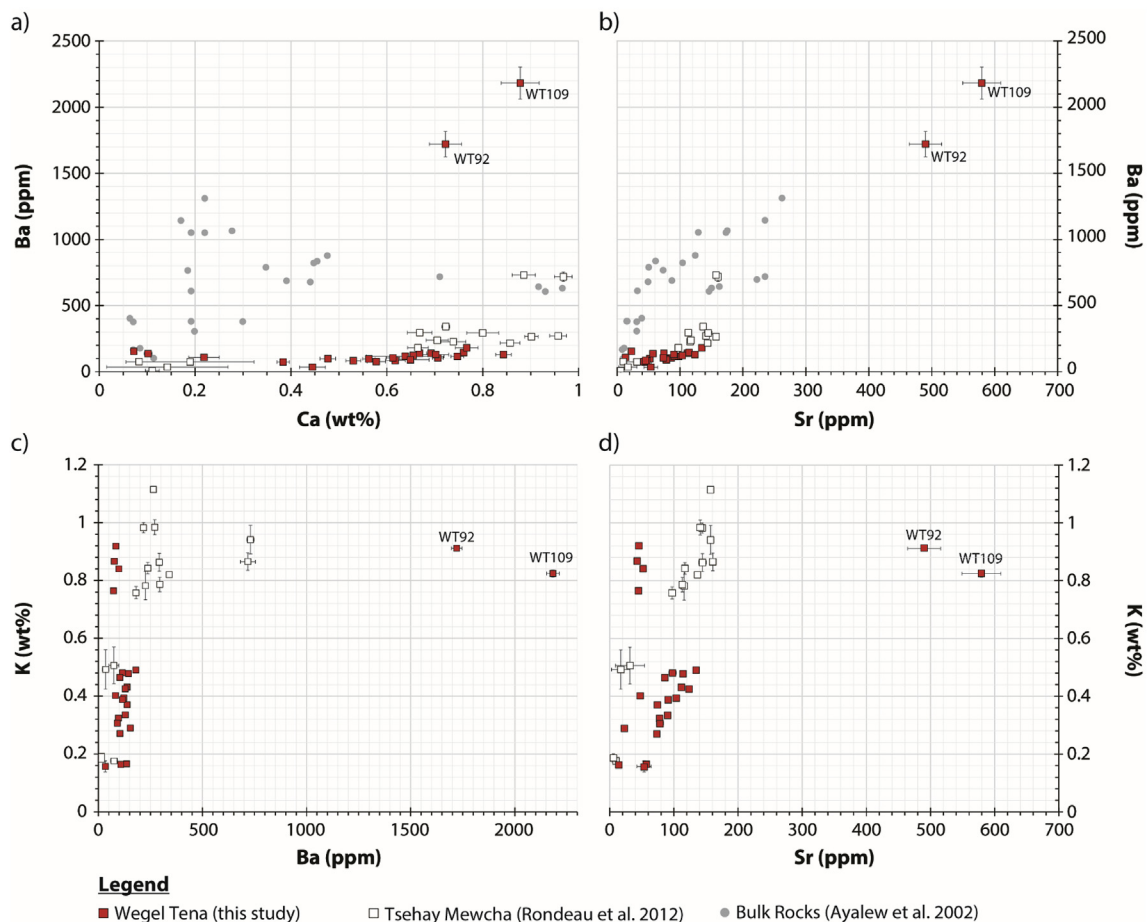 a)
2500
2000
1500
1000
500
0
Ba (ppm)
0
0.2
0.4
0.6
0.8
1
Ca (wt%)
WT109
WT92
b)
2500
2000
1500
1000
500
0
Ba (ppm)
0
100
200
300
400
500
600
700
Sr (ppm)
WT109
WT92
c)
1.2
1
0.8
0.6
0.4
0.2
0
K (wt%)
0
500
1000
1500
2000
Ba (ppm)
WT92
WT109
d)
1.2
1
0.8
0.6
0.4
0.2
0
K (wt%)
0
100
200
300
400
500
600
700
Sr (ppm)
WT92
WT109
Legend
Wegel Tena (this study)
Tsehay Mewcha (Rondeau et al. 2012)
Bulk Rocks (Ayalew et al. 2002)